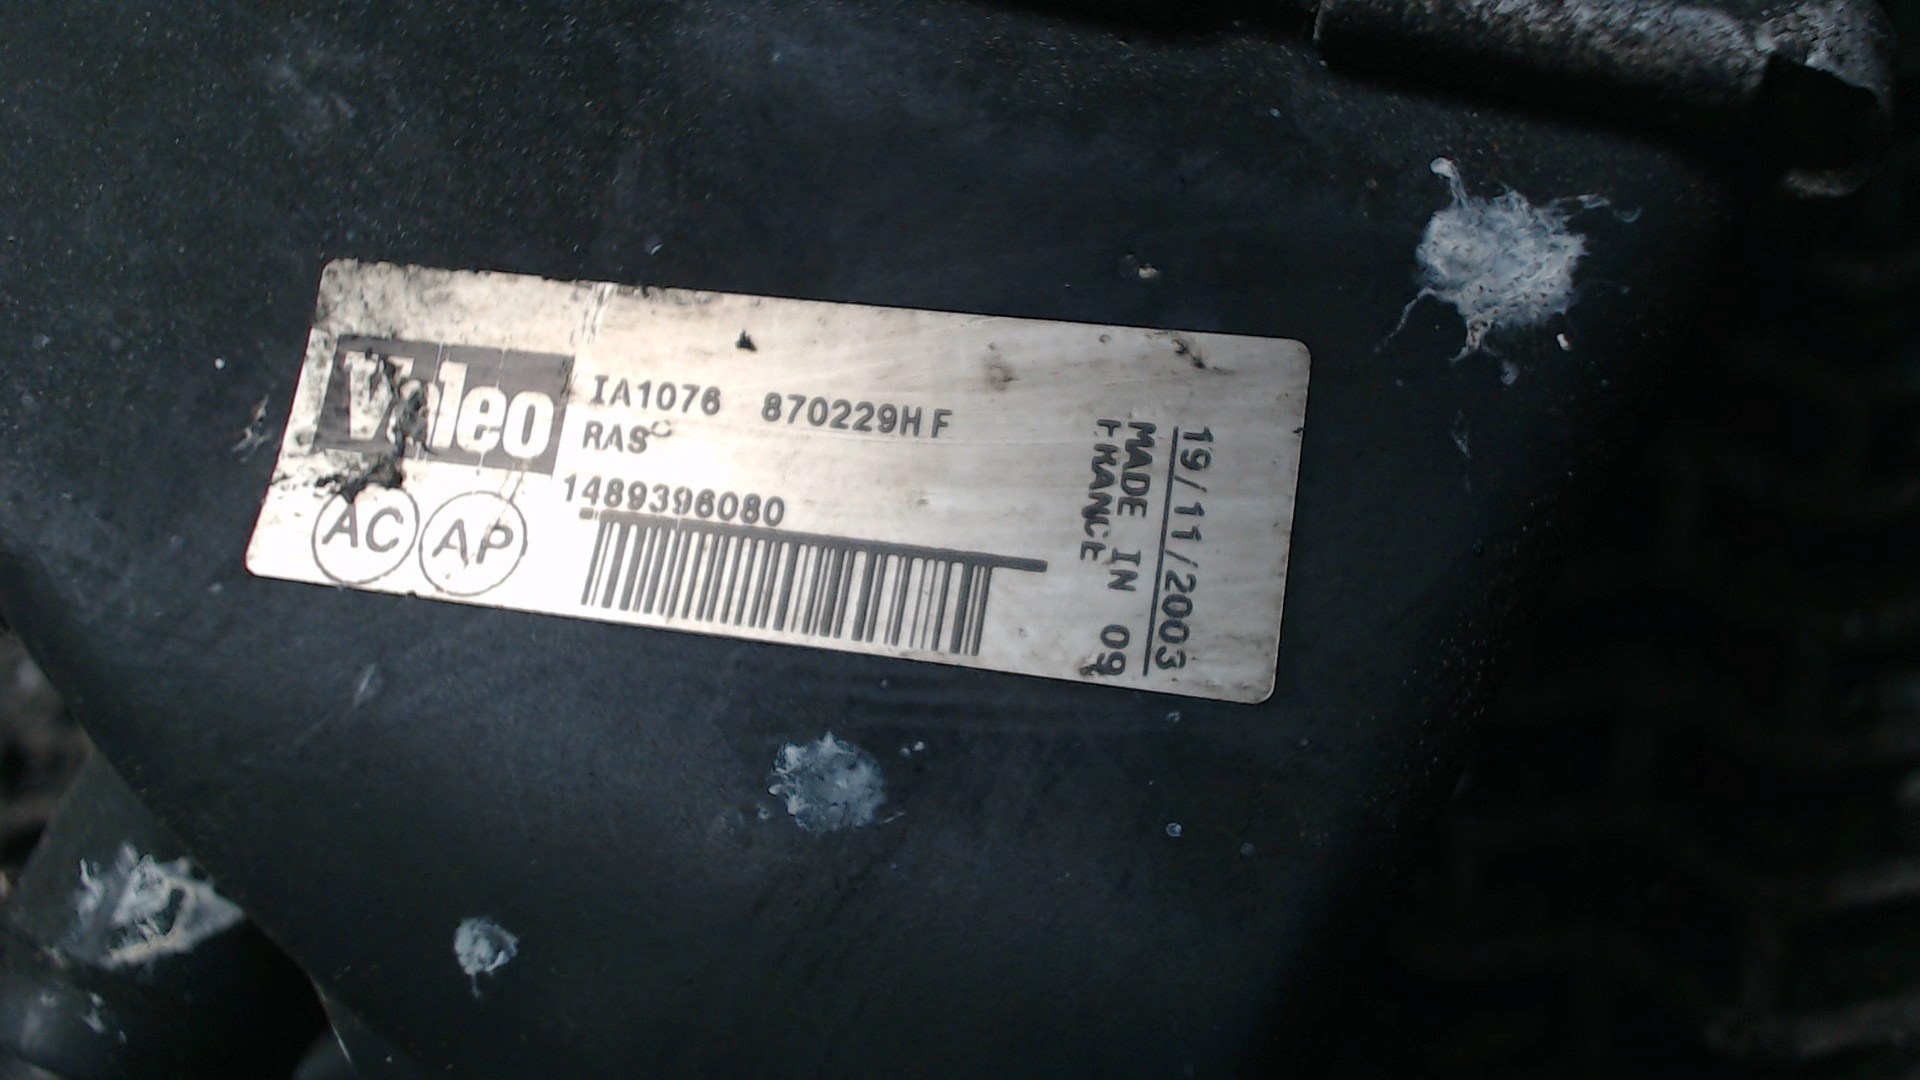 Valeo
IA1076 870229HF
RAS
1489396080
AC AP
19/11/2003
MADE IN 09
FRANCE